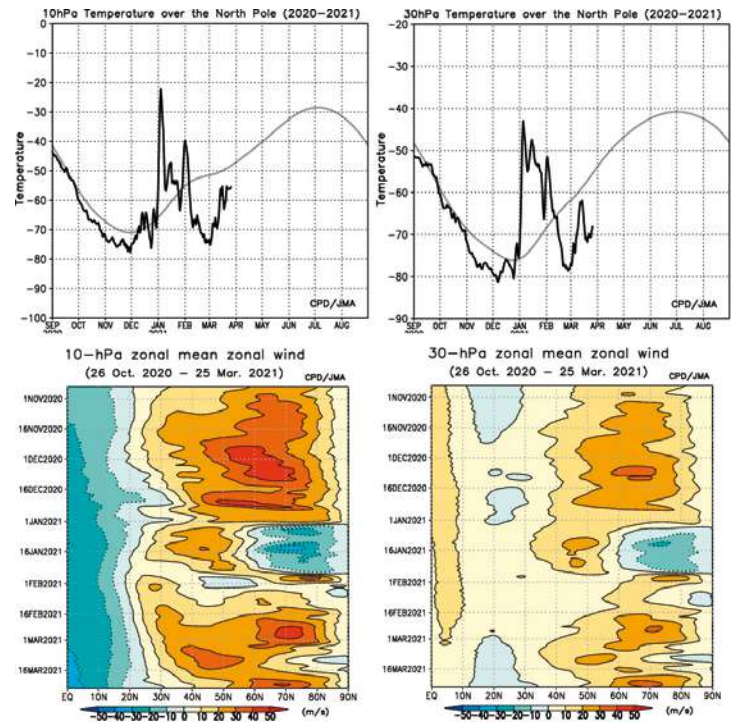 10hPa Temperature over the North Pole (2020-2021)
0
-10
-20
-30
-40
-50
-60
-70
-80
-90
-100
Temperature
CPD/JMA
SEP OCT NOV DEC JAN FEB MAR APR MAY JUN JUL AUG
2020 2021
30hPa Temperature over the North Pole (2020-2021)
-20
-30
-40
-50
-60
-70
-80
-90
Temperature
CPD/JMA
SEP OCT NOV DEC JAN FEB MAR APR MAY JUN JUL AUG
2020 2021
10-hPa zonal mean zonal wind
(26 Oct. 2020 - 25 Mar. 2021)
CPD/JMA
1NOV2020
16NOV2020
1DEC2020
16DEC2020
1JAN2021
16JAN2021
1FEB2021
16FEB2021
1MAR2021
16MAR2021
EQ 10N 20N 30N 40N 50N 60N 70N 80N 90N
-50 -40 -30 -20 -10 0 10 20 30 40 50 (m/s)
30-hPa zonal mean zonal wind
(26 Oct. 2020 - 25 Mar. 2021)
CPD/JMA
1NOV2020
16NOV2020
1DEC2020
16DEC2020
1JAN2021
16JAN2021
1FEB2021
16FEB2021
1MAR2021
16MAR2021
EQ 10N 20N 30N 40N 50N 60N 70N 80N 90N
-50 -40 -30 -20 -10 0 10 20 30 40 50 (m/s)